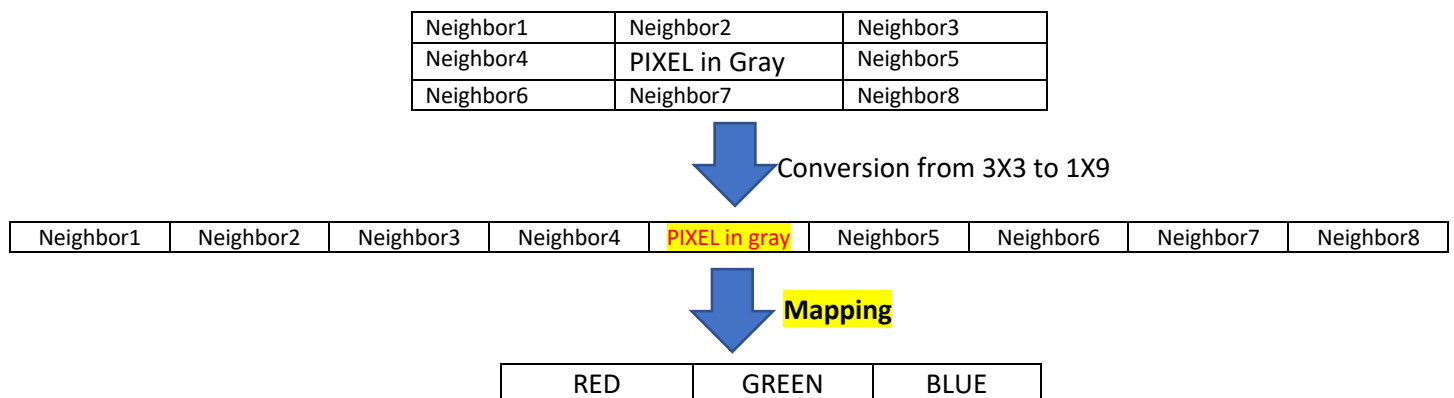 Neighbor1 Neighbor2 Neighbor3
Neighbor4 PIXEL in Gray Neighbor5
Neighbor6 Neighbor7 Neighbor8
Conversion from 3X3 to 1X9
Neighbor1 Neighbor2 Neighbor3 Neighbor4 PIXEL in gray Neighbor5 Neighbor6 Neighbor7 Neighbor8
Mapping
RED GREEN BLUE